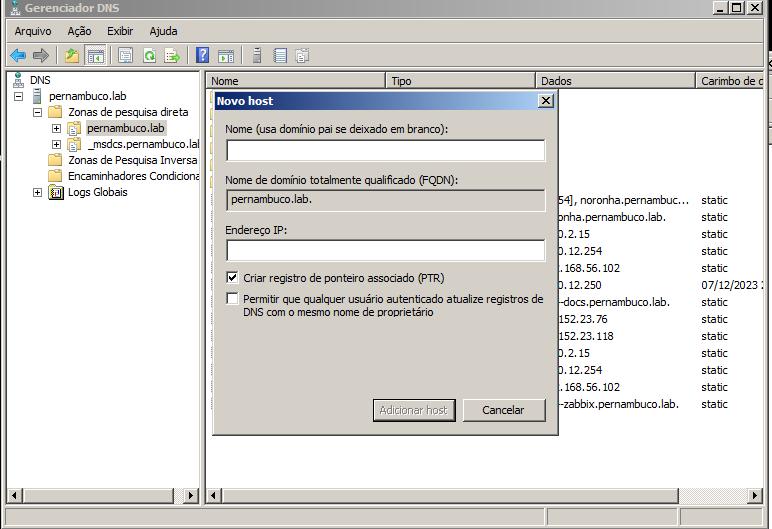 Gerenciador DNS
Arquivo Ação Exibir Ajuda
DNS
pernambuco.lab
Zonas de pesquisa direta
pernambuco.lab
_msdcs.pernambuco.lal
Zonas de Pesquisa Inversa
Encaminhadores Condiciona
Logs Globais
Nome Tipo Dados Carimbo de d
Novo host
Nome (usa domínio pai se deixado em branco):
Nome de domínio totalmente qualificado (FQDN):
pernambuco.lab.
Endereço IP:
Criar registro de ponteiro associado (PTR)
Permitir que qualquer usuário autenticado atualize registros de
DNS com o mesmo nome de proprietário
Adicionar host Cancelar
54], noronha.pernambuc... static
onha.pernambuco.lab. static
0.2.15 static
0.12.254 static
.168.56.102 static
0.12.250 07/12/2023 2
-docs.pernambuco.lab. static
152.23.76 static
152.23.118 static
0.2.15 static
0.12.254 static
.168.56.102 static
-zabbix.pernambuco.lab. static